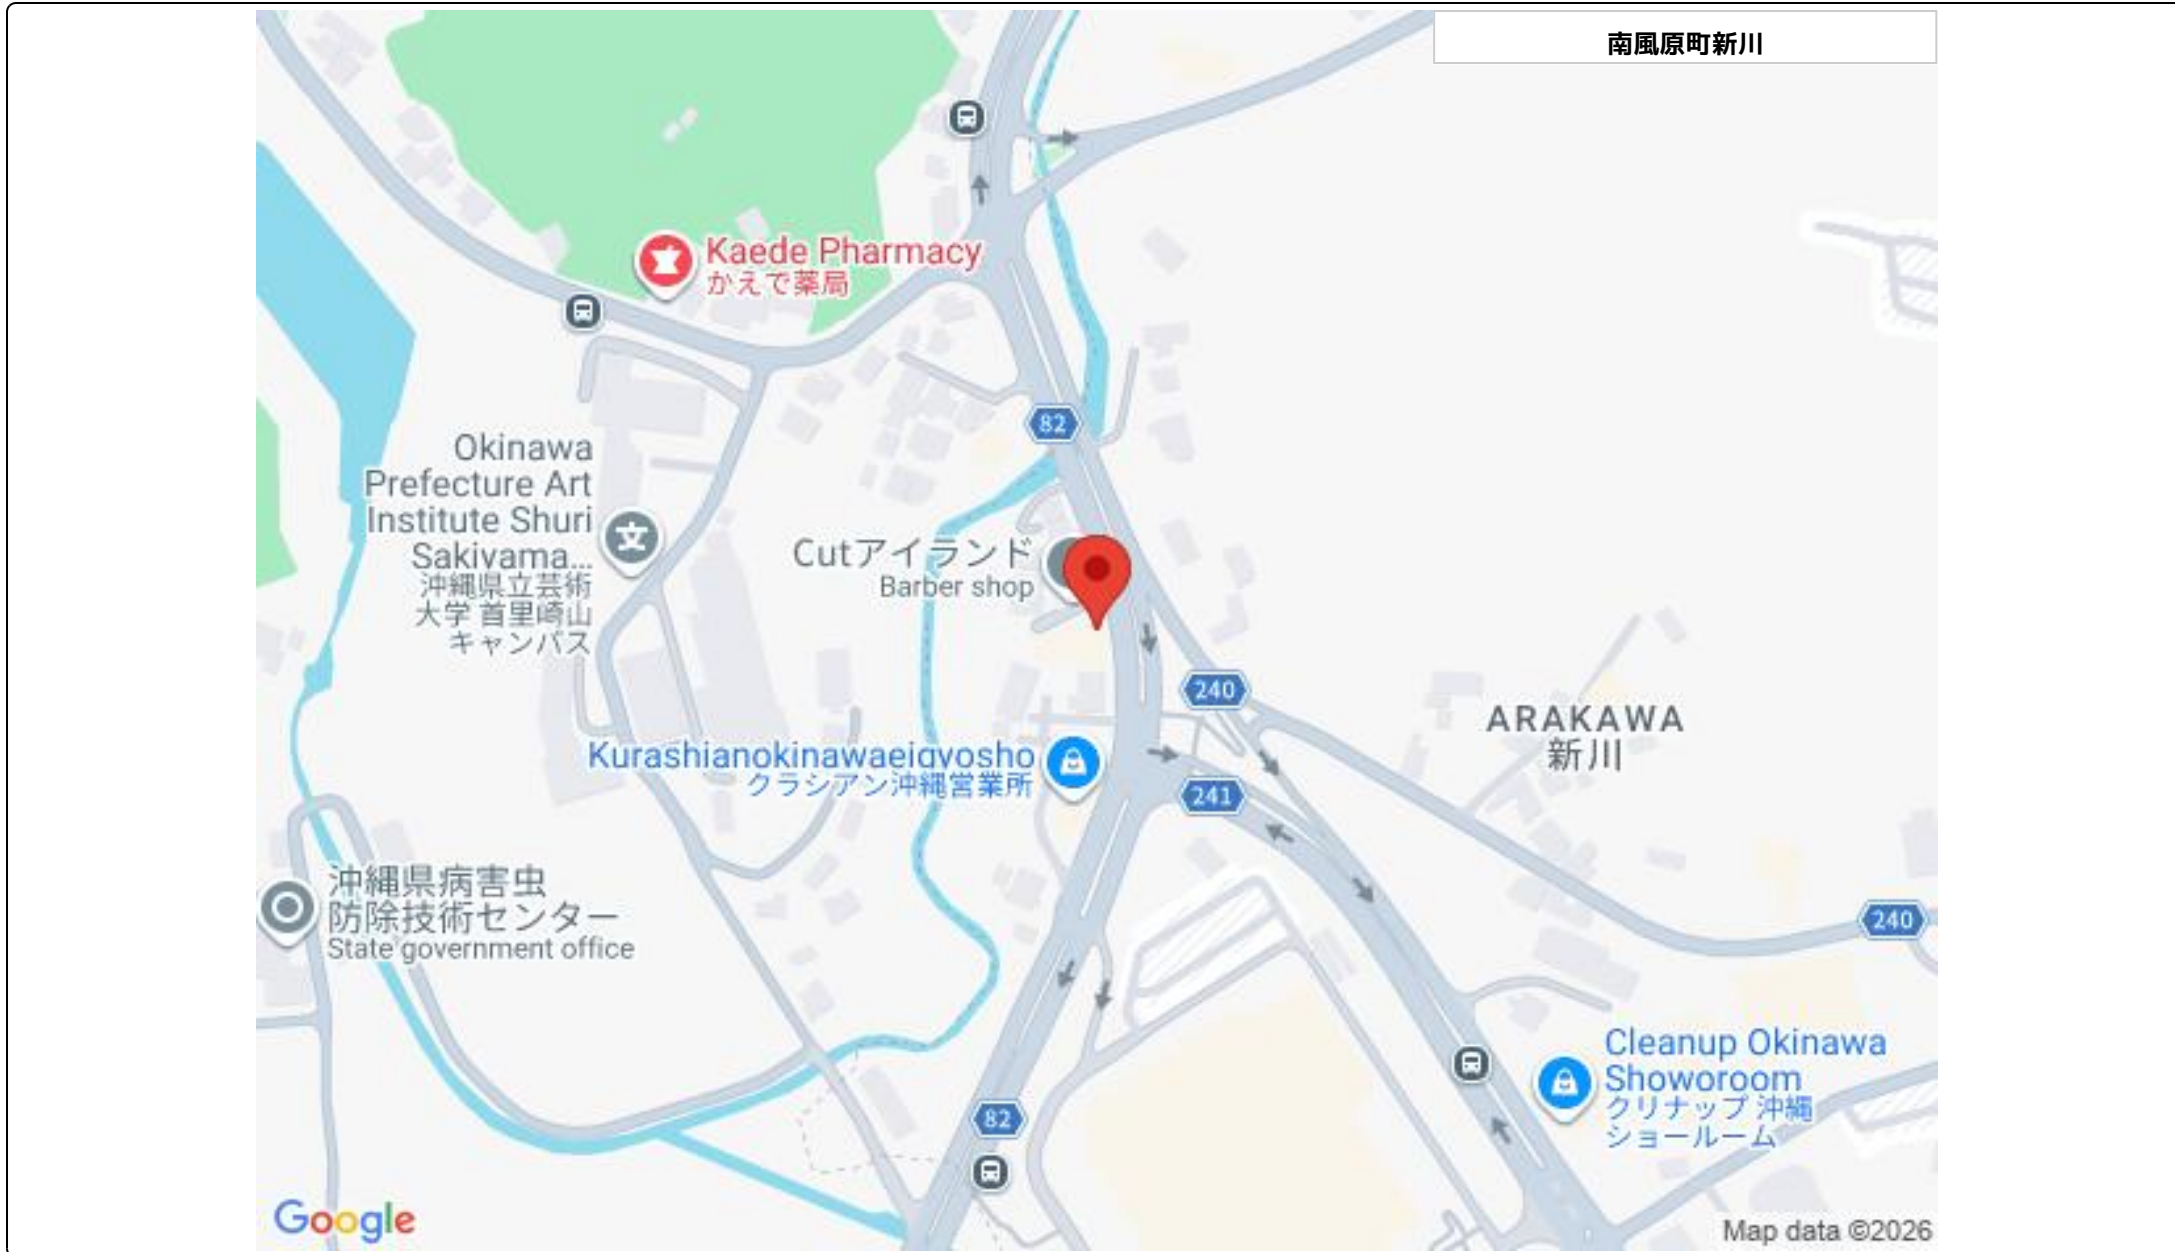 南風原町新川
Kaede Pharmacy
かえで薬局
82
Okinawa
Prefecture Art
Institute Shuri
Sakiyama...
沖縄県立芸術
大学 首里崎山
キャンパス
文
Cutアイランド
Barber shop
240
ARAKAWA
新川
Kurashianokinawaeigyosho
クラシアン沖縄営業所
241
沖縄県病害虫
防除技術センター
State government office
240
Cleanup Okinawa
Showoroom
クリナップ 沖縄
ショールーム
82
Google
Map data ©2026